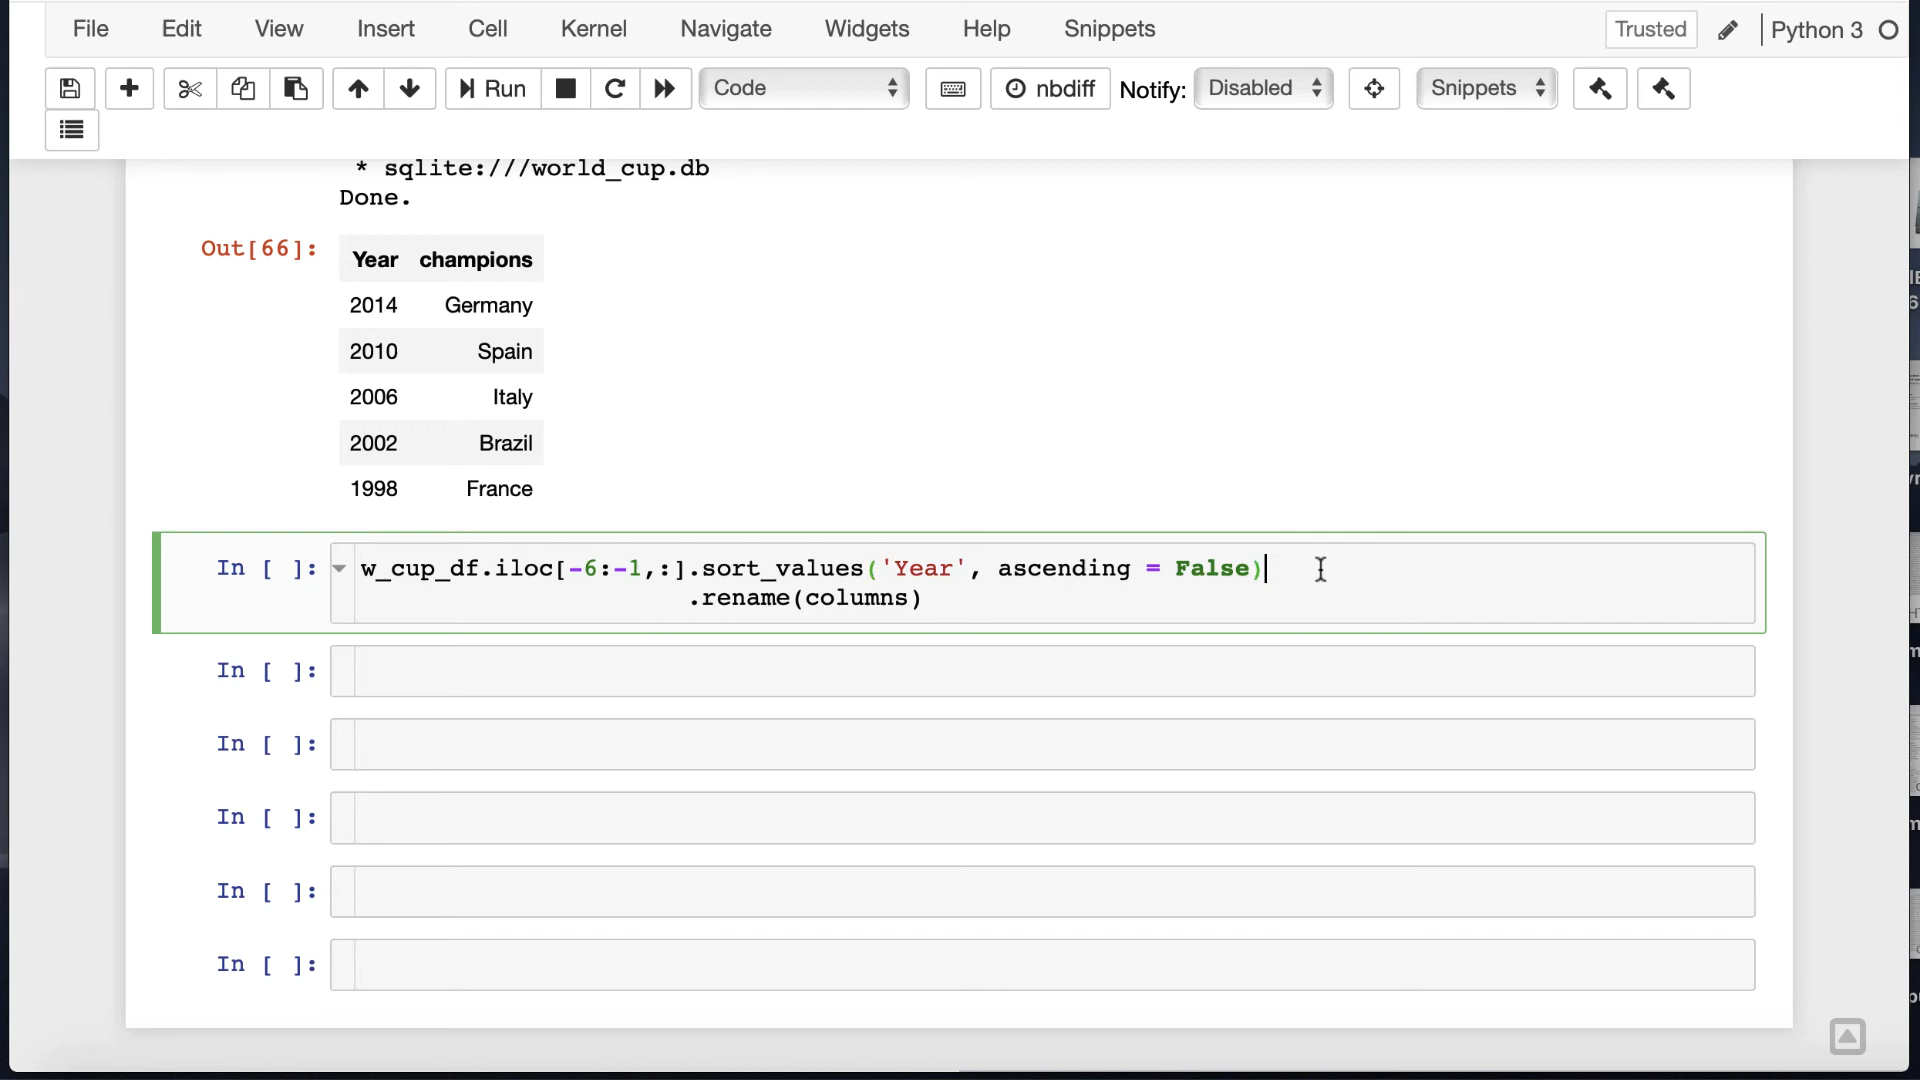 File Edit View Insert Cell Kernel Navigate Widgets Help Snippets Trusted Python 3
Run Code nbdiff Notify: Disabled Snippets
* sqlite:///world_cup.db
Done.
Out[66]: Year champions
2014 Germany
2010 Spain
2006 Italy
2002 Brazil
1998 France
In [ ]: w_cup_df.iloc[-6:-1,:].sort_values('Year', ascending = False)
.rename(columns)
In [ ]:
In [ ]:
In [ ]:
In [ ]:
In [ ]: